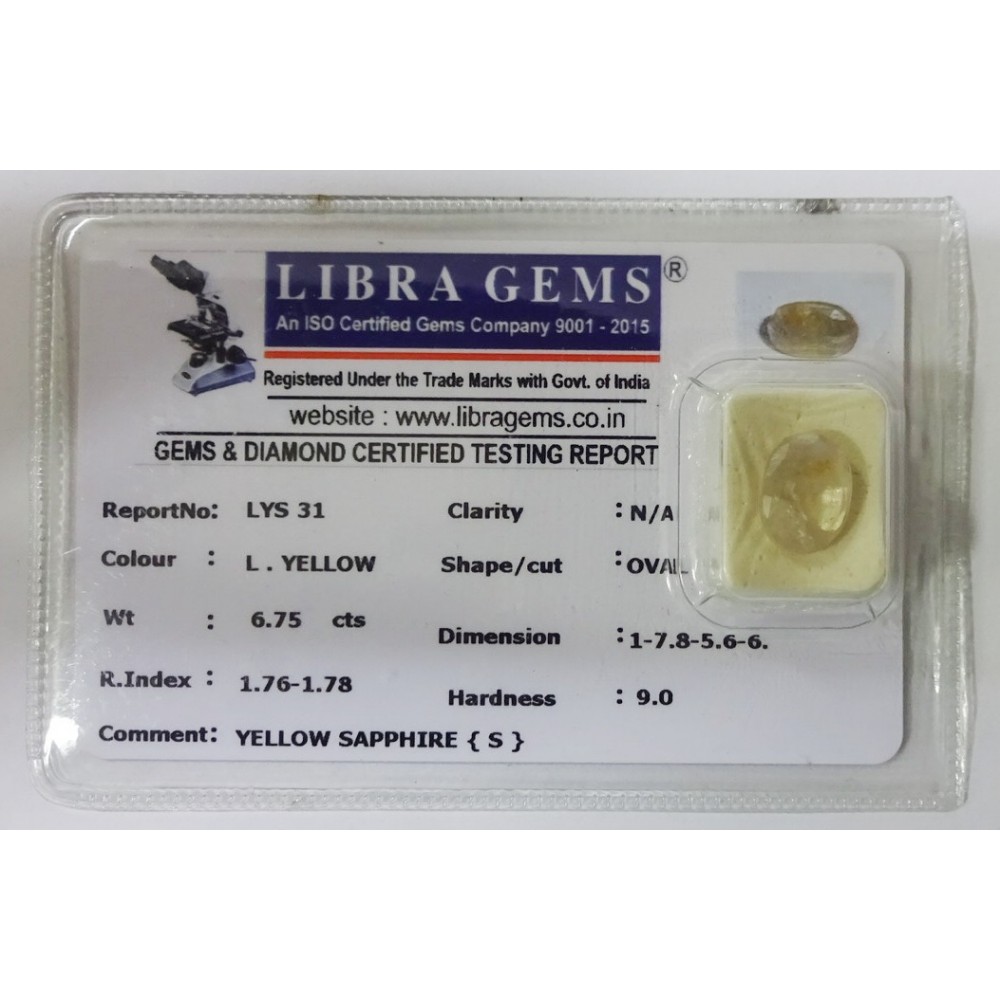 LIBRA GEMS®
An ISO Certified Gems Company 9001 - 2015
Registered Under the Trade Marks with Govt. of India
website : www.libragems.co.in
GEMS & DIAMOND CERTIFIED TESTING REPORT
ReportNo: LYS 31 Clarity : N/A
Colour : L . YELLOW Shape/cut : OVAL
Wt : 6.75 cts Dimension : 1-7.8-5.6-6.
R.Index : 1.76-1.78 Hardness : 9.0
Comment: YELLOW SAPPHIRE { S }